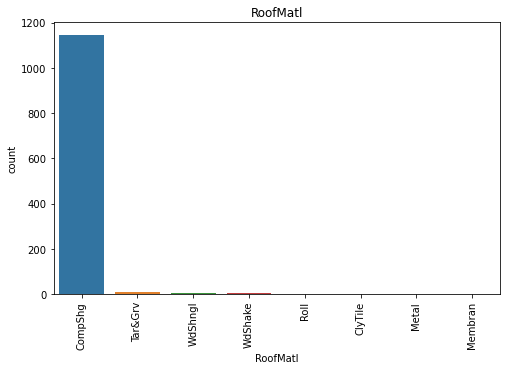 RoofMatl
1200
1000
800
600
400
200
0
count
CompShg
Tar&Grv
WdShngl
WdShake
Roll
ClyTile
Metal
Membran
RoofMatl